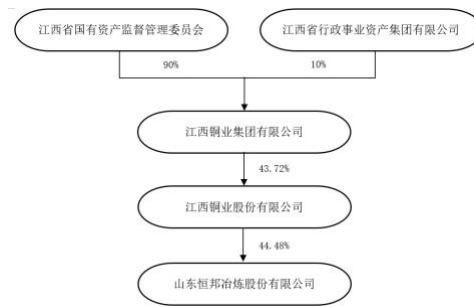 江西省国有资产监督管理委员会
江西省行政事业资产集团有限公司
90%
10%
江西铜业集团有限公司
43.72%
江西铜业股份有限公司
44.48%
山东恒邦冶炼股份有限公司